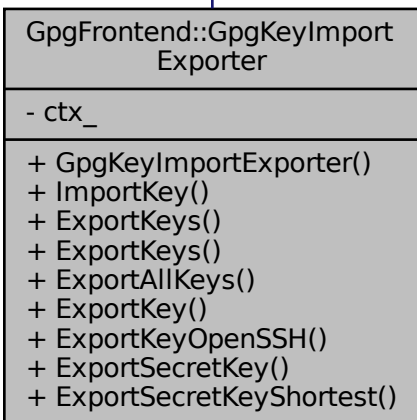 GpgFrontend::GpgKeyImport
Exporter
- ctx_
+ GpgKeyImportExporter()
+ ImportKey()
+ ExportKeys()
+ ExportKeys()
+ ExportAllKeys()
+ ExportKey()
+ ExportKeyOpenSSH()
+ ExportSecretKey()
+ ExportSecretKeyShortest()